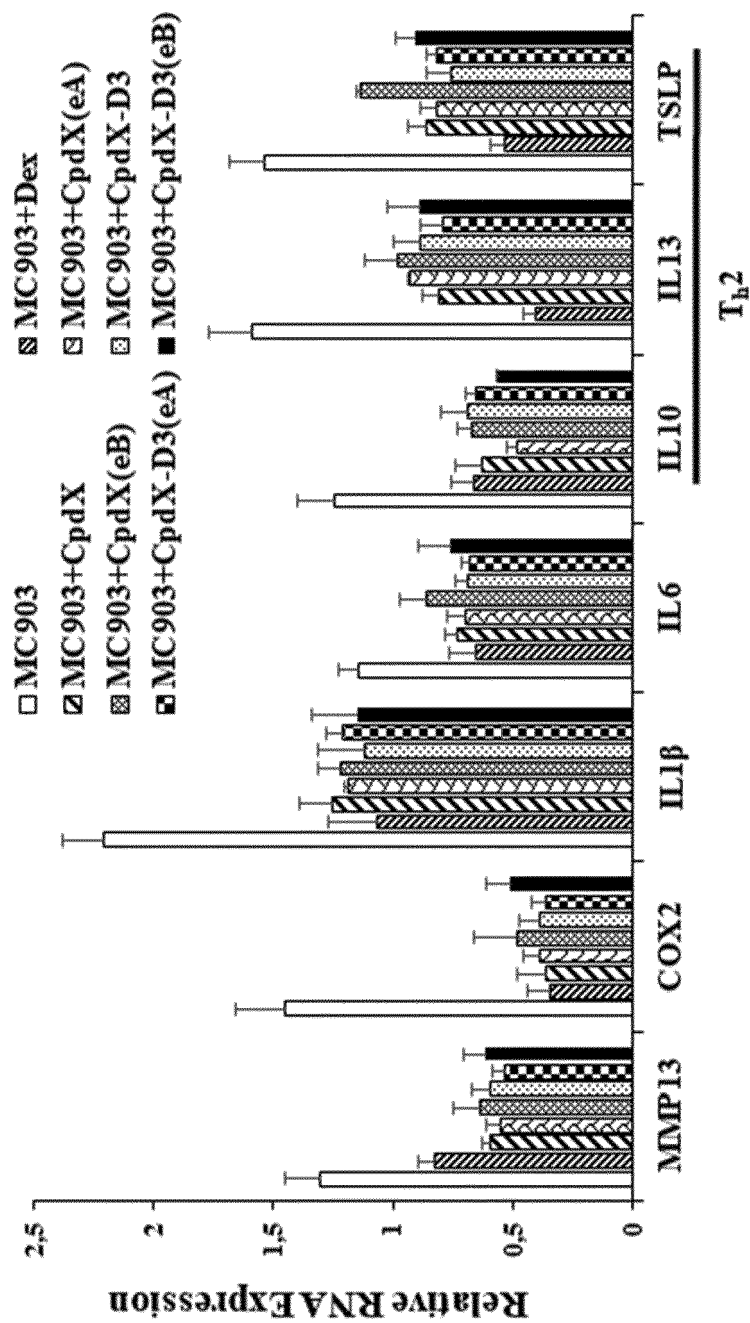 MC903
MC903+Dex
MC903+CpdX
MC903+CpdX(eA)
MC903+CpdX(eB)
MC903+CpdX-D3
MC903+CpdX-D3(eA)
MC903+CpdX-D3(eB)
Relative RNA Expression
2,5
2
1,5
1
0,5
0
MMP13
COX2
IL1β
IL6
IL10
IL13
TSLP
Th2